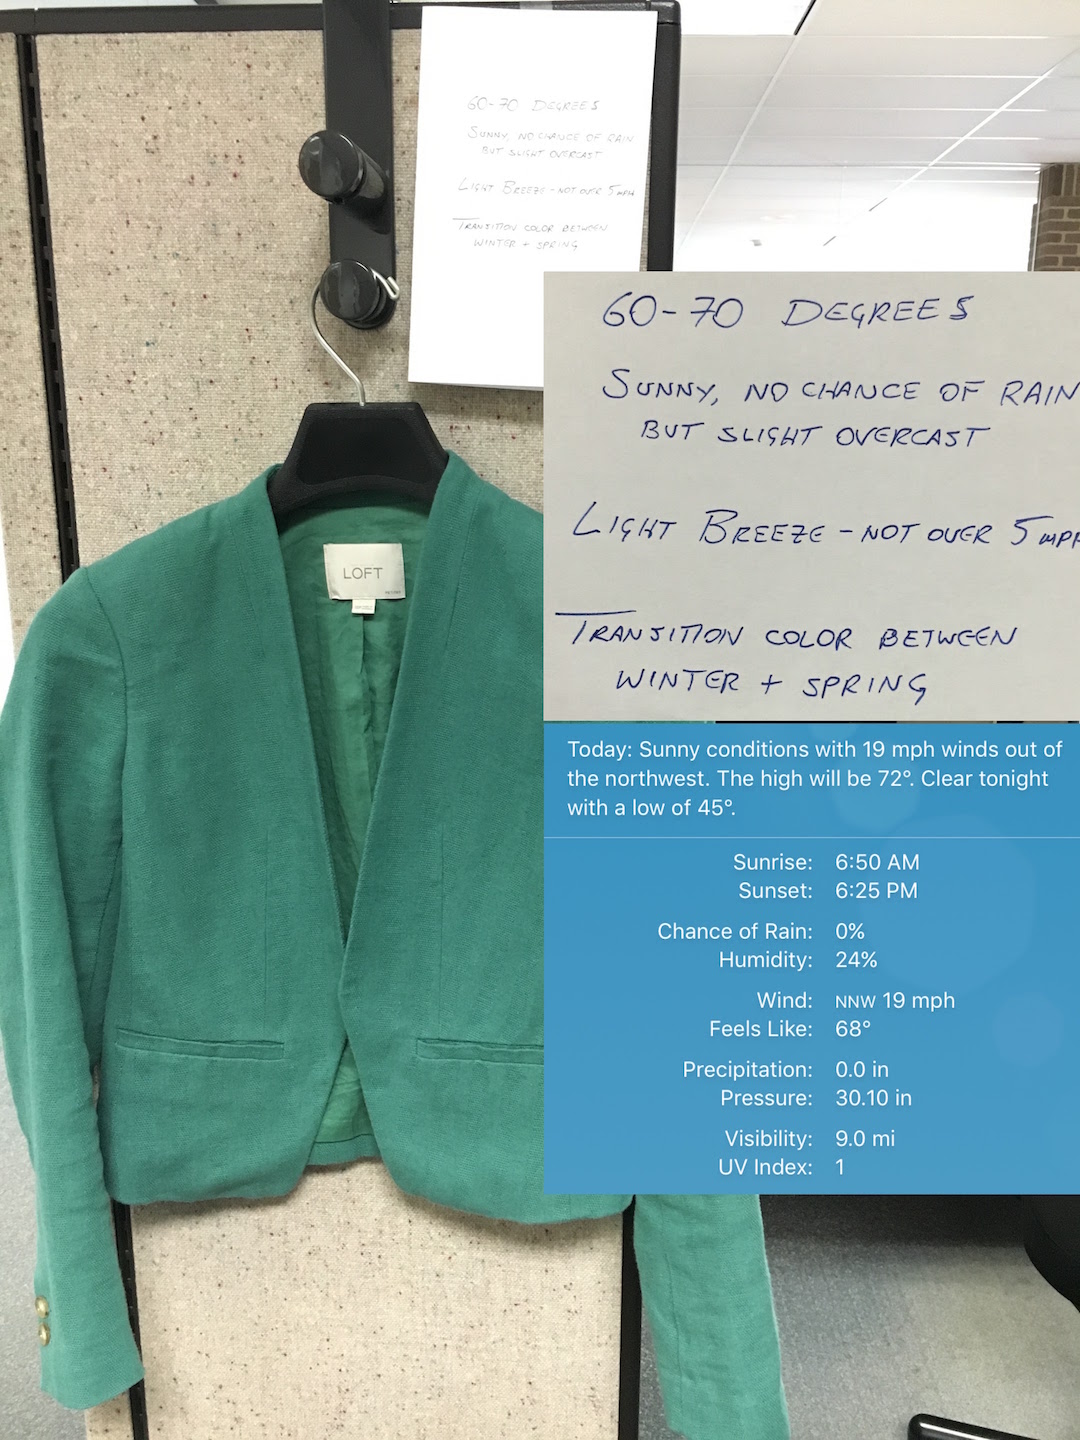 60-70 DEGREES
SUNNY, NO CHANCE OF RAIN
BUT SLIGHT OVERCAST
LIGHT BREEZE - NOT OVER 5 MPH
TRANSITION COLOR BETWEEN
WINTER + SPRING
LOFT
60-70 DEGREES
SUNNY, NO CHANCE OF RAIN
BUT SLIGHT OVERCAST
LIGHT BREEZE - NOT OVER 5 MPH
TRANSITION COLOR BETWEEN
WINTER + SPRING
Today: Sunny conditions with 19 mph winds out of
the northwest. The high will be 72°. Clear tonight
with a low of 45°.
Sunrise: 6:50 AM
Sunset: 6:25 PM
Chance of Rain: 0%
Humidity: 24%
Wind: NNW 19 mph
Feels Like: 68°
Precipitation: 0.0 in
Pressure: 30.10 in
Visibility: 9.0 mi
UV Index: 1